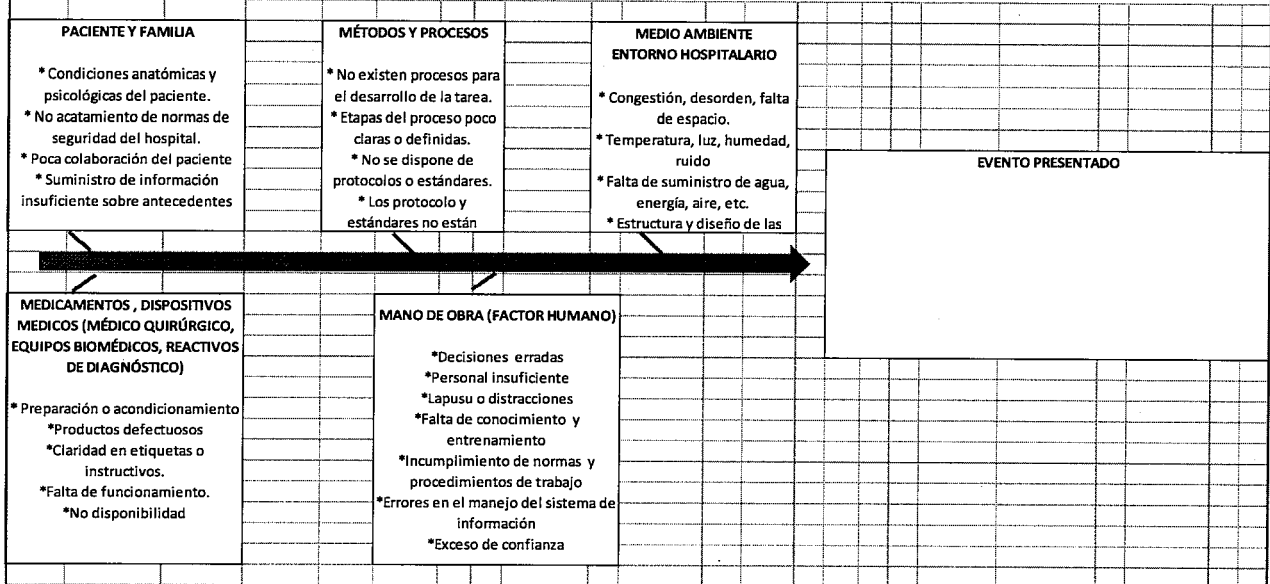 PACIENTE Y FAMILIA
* Condiciones anatómicas y
psicológicas del paciente.
* No acatamiento de normas de
seguridad del hospital.
* Poca colaboración del paciente
* Suministro de información
insuficiente sobre antecedentes
MÉTODOS Y PROCESOS
* No existen procesos para
el desarrollo de la tarea.
* Etapas del proceso poco
claras o definidas.
* No se dispone de
protocolos o estándares.
* Los protocolo y
estándares no están
MEDIO AMBIENTE
ENTORNO HOSPITALARIO
* Congestión, desorden, falta
de espacio.
* Temperatura, luz, humedad,
ruido
* Falta de suministro de agua,
energía, aire, etc.
* Estructura y diseño de las
EVENTO PRESENTADO
MEDICAMENTOS , DISPOSITIVOS
MEDICOS (MÉDICO QUIRÚRGICO,
EQUIPOS BIOMÉDICOS, REACTIVOS
DE DIAGNÓSTICO)
* Preparación o acondicionamiento
*Productos defectuosos
*Claridad en etiquetas o
instructivos.
*Falta de funcionamiento.
*No disponibilidad
MANO DE OBRA (FACTOR HUMANO)
*Decisiones erradas
*Personal insuficiente
*Lapusu o distracciones
*Falta de conocimiento y
entrenamiento
*Incumplimiento de normas y
procedimientos de trabajo
*Errores en el manejo del sistema de
información
*Exceso de confianza